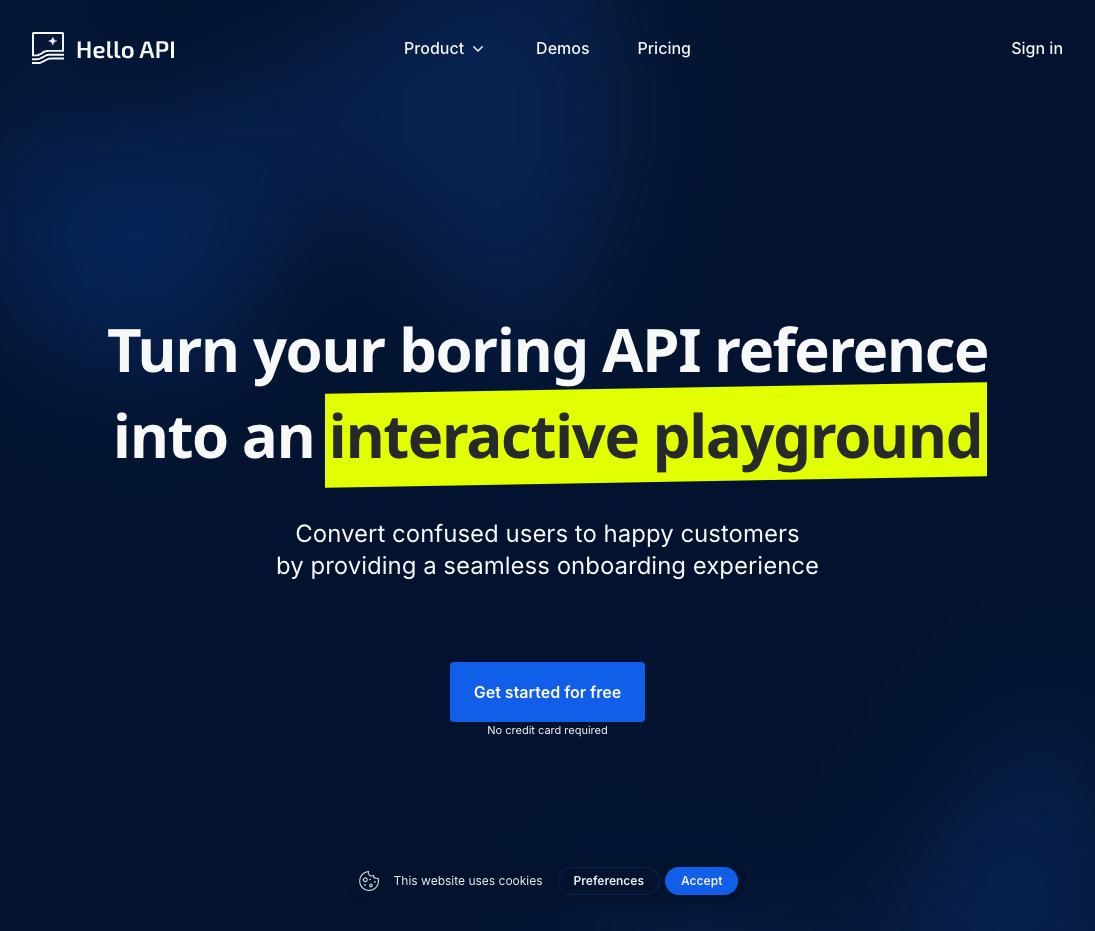 Hello API
Product
Demos
Pricing
Sign in
Turn your boring API reference
into an interactive playground
Convert confused users to happy customers
by providing a seamless onboarding experience
Get started for free
No credit card required
This website uses cookies
Preferences
Accept